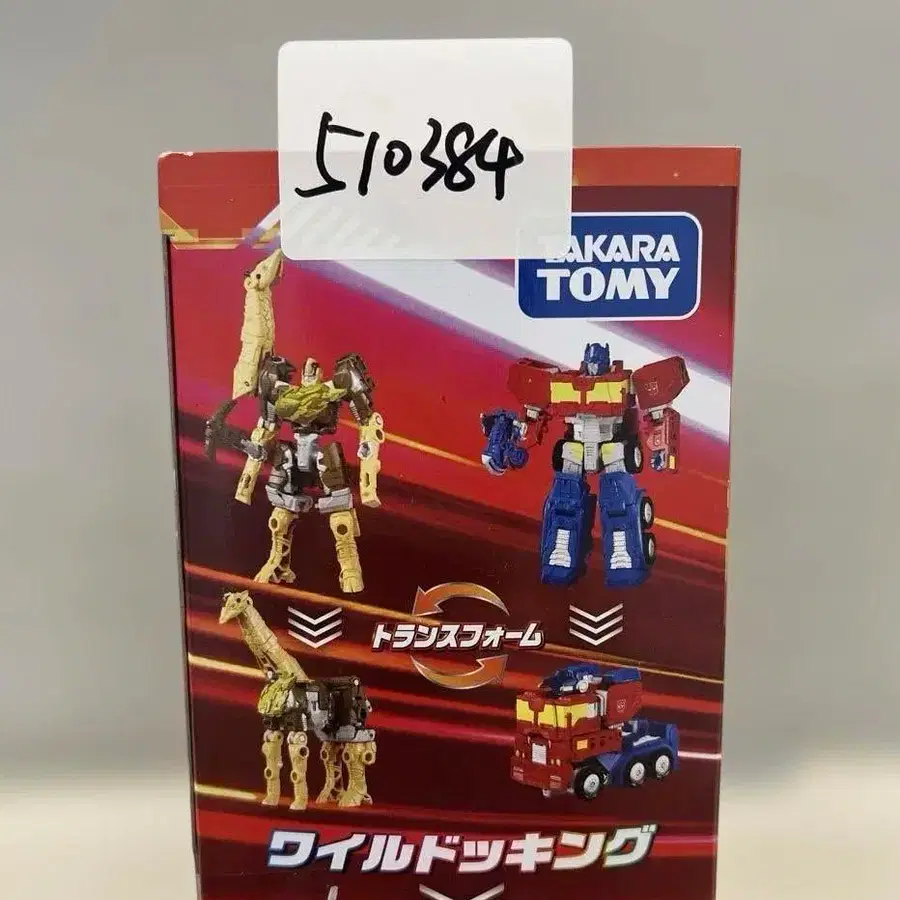 510384
TAKARA
TOMY
トランスフォーム
ワイルドッキング